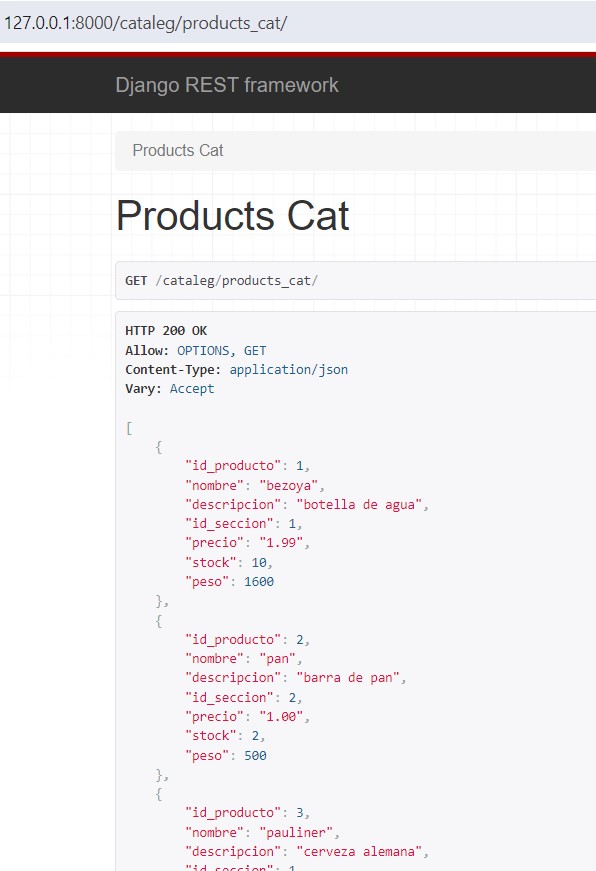 127.0.0.1:8000/cataleg/products_cat/
Django REST framework
Products Cat
Products Cat
GET /cataleg/products_cat/
HTTP 200 OK
Allow: OPTIONS, GET
Content-Type: application/json
Vary: Accept
[
    {
        "id_producto": 1,
        "nombre": "bezoya",
        "descripcion": "botella de agua",
        "id_seccion": 1,
        "precio": "1.99",
        "stock": 10,
        "peso": 1600
    },
    {
        "id_producto": 2,
        "nombre": "pan",
        "descripcion": "barra de pan",
        "id_seccion": 2,
        "precio": "1.00",
        "stock": 2,
        "peso": 500
    },
    {
        "id_producto": 3,
        "nombre": "pauliner",
        "descripcion": "cerveza alemana",
        "id_seccion": 1